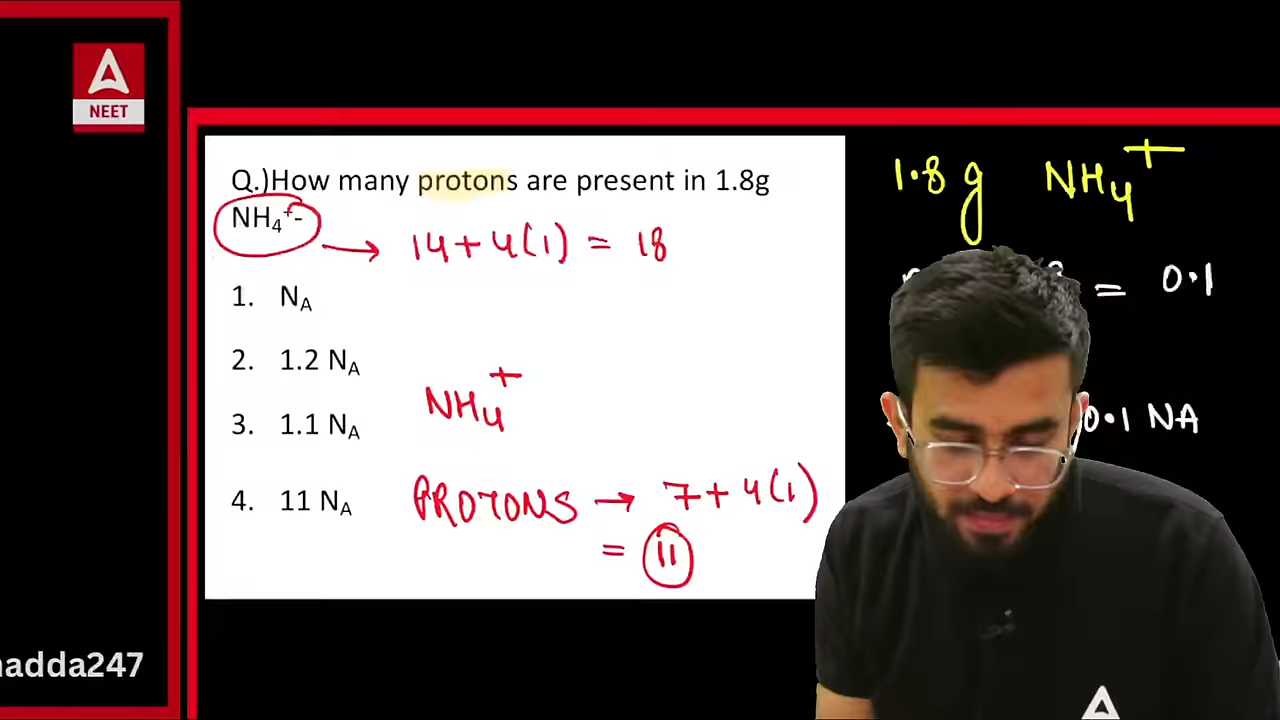 NEET
Q.)How many protons are present in 1.8g
NH₄⁺-
→ 14+4(1) = 18
1. Nₐ
2. 1.2 Nₐ
3. 1.1 Nₐ
4. 11 Nₐ
NH₄⁺
PROTONS → 7+4(1)
= 11
1.8 g NH₄⁺
= 0.1
0.1 NA
adda247